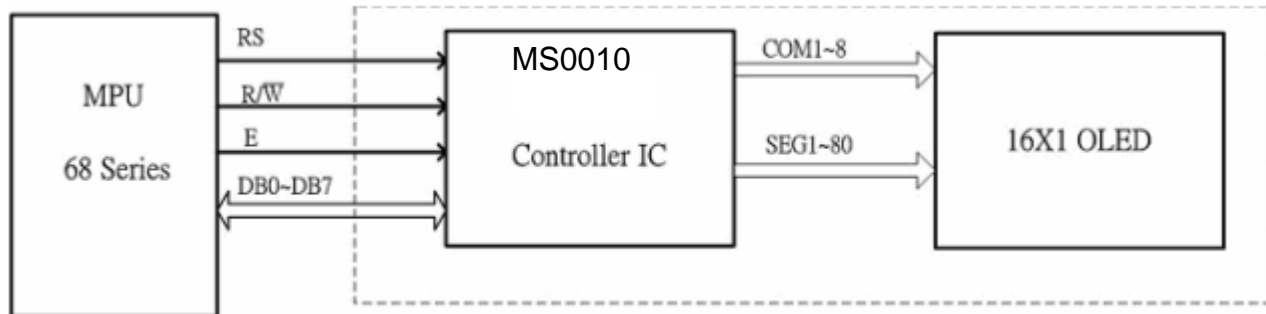 RS
R/W̅
E
DB0~DB7
MPU
68 Series
MS0010
Controller IC
COM1~8
SEG1~80
16X1 OLED